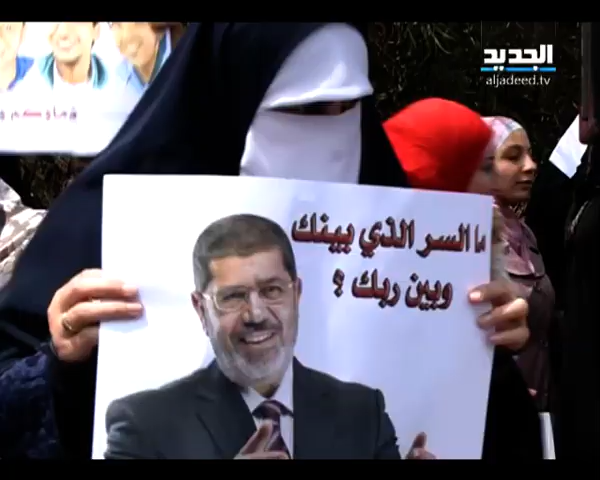 الجديد
aljadeed.tv
ما السر الذي بينك
وبين ربك ؟